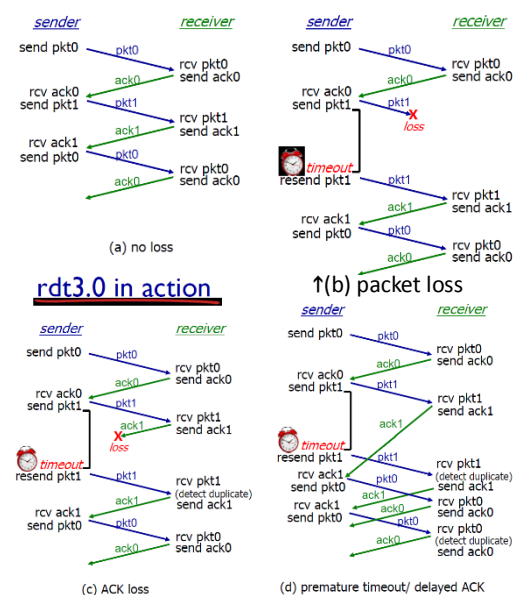 sender
receiver
send pkt0
pkt0
rcv pkt0
send ack0
ack0
rcv ack0
send pkt1
pkt1
rcv pkt1
send ack1
ack1
rcv ack1
send pkt0
pkt0
rcv pkt0
send ack0
ack0
(a) no loss
sender
receiver
send pkt0
pkt0
rcv pkt0
send ack0
ack0
rcv ack0
send pkt1
pkt1
X
loss
timeout
resend pkt1
pkt1
rcv pkt1
send ack1
ack1
rcv ack1
send pkt0
pkt0
rcv pkt0
send ack0
ack0
↑(b) packet loss
rdt3.0 in action
sender
receiver
send pkt0
pkt0
rcv pkt0
send ack0
ack0
rcv ack0
send pkt1
pkt1
rcv pkt1
send ack1
ack1
X
loss
timeout
resend pkt1
pkt1
rcv pkt1
(detect duplicate)
send ack1
ack1
rcv ack1
send pkt0
pkt0
rcv pkt0
send ack0
ack0
(c) ACK loss
sender
receiver
send pkt0
pkt0
rcv pkt0
send ack0
ack0
rcv ack0
send pkt1
pkt1
rcv pkt1
send ack1
ack1
timeout
resend pkt1
pkt1
rcv pkt1
(detect duplicate)
send ack1
rcv ack1
send pkt0
pkt0
ack1
rcv pkt0
send ack0
rcv ack1
send pkt0
ack0
pkt0
rcv pkt0
(detect duplicate)
send ack0
ack0
(d) premature timeout/ delayed ACK